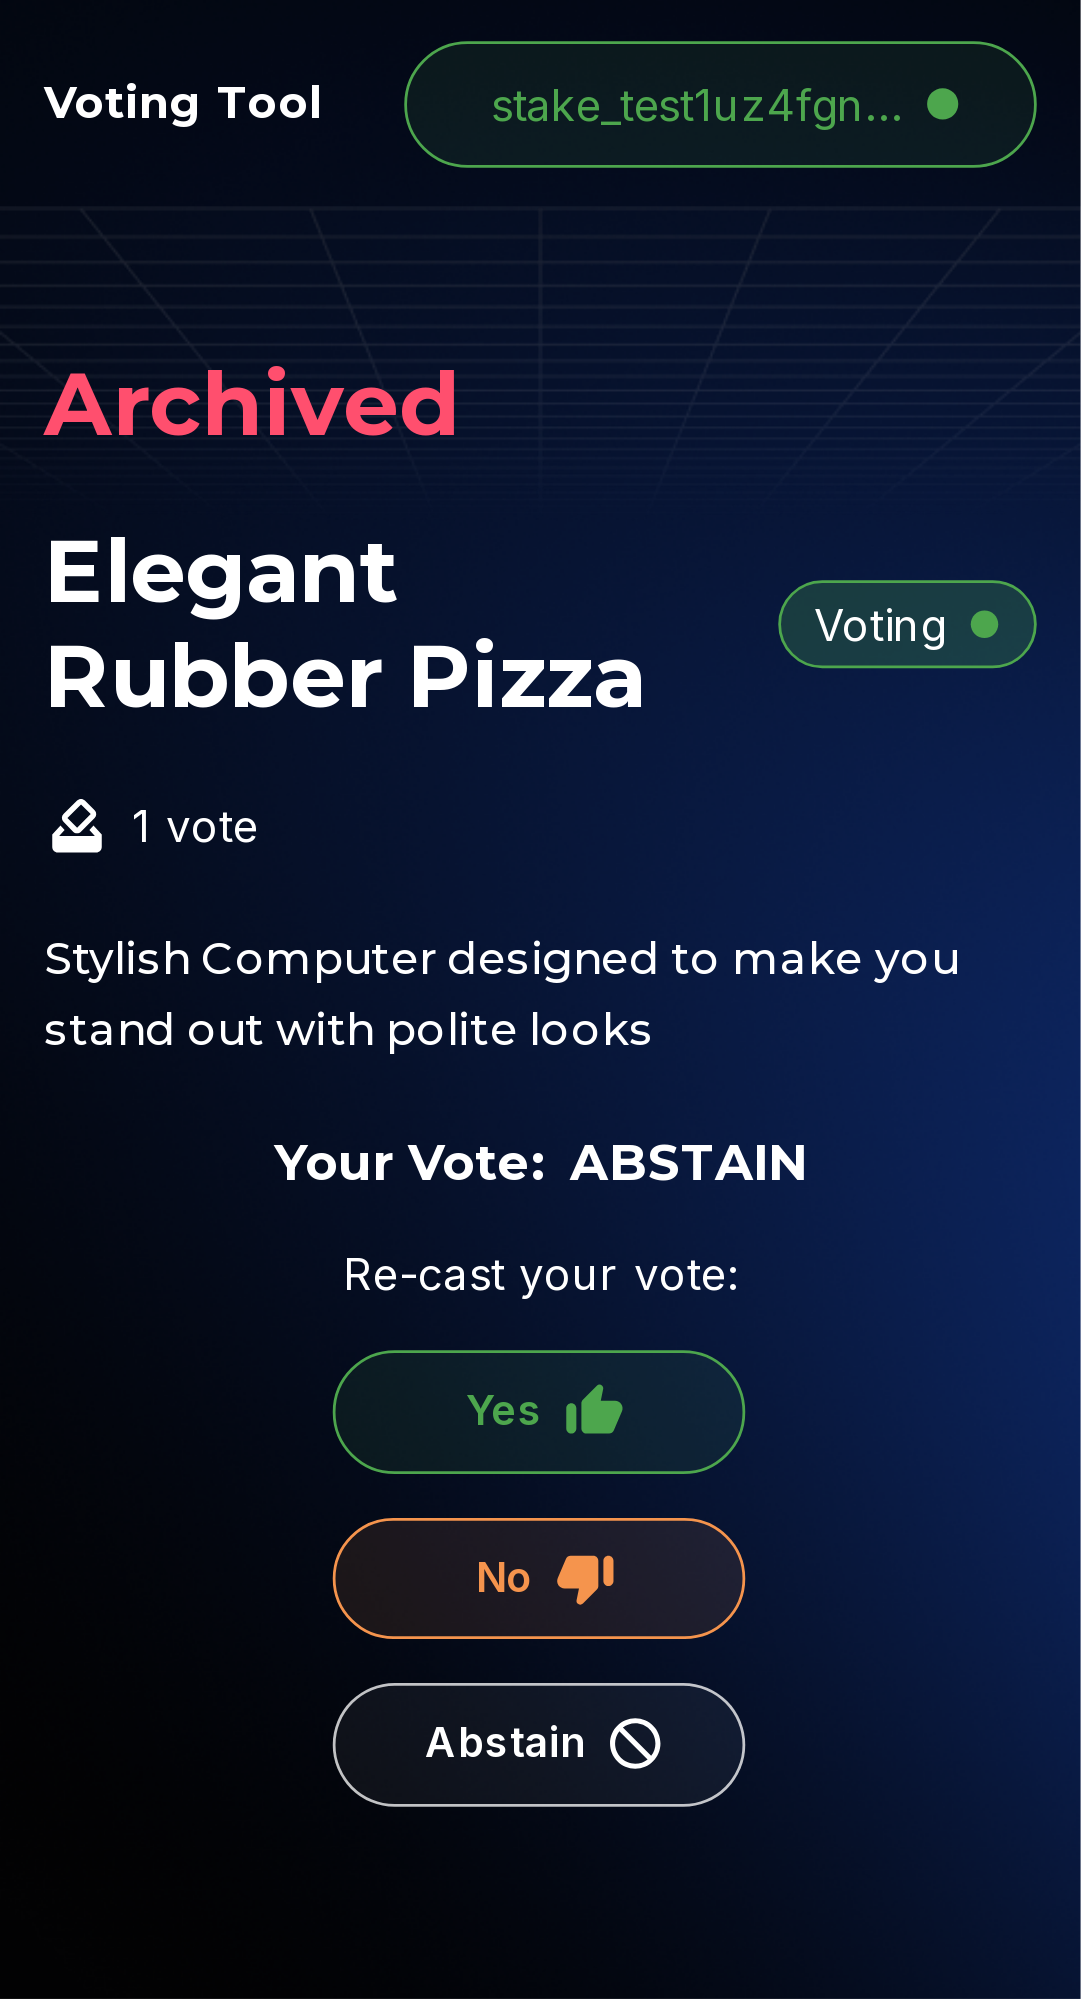 Voting Tool
stake_test1uz4fgn...
Archived
Elegant
Rubber Pizza
Voting
1 vote
Stylish Computer designed to make you
stand out with polite looks
Your Vote: ABSTAIN
Re-cast your vote:
Yes
No
Abstain